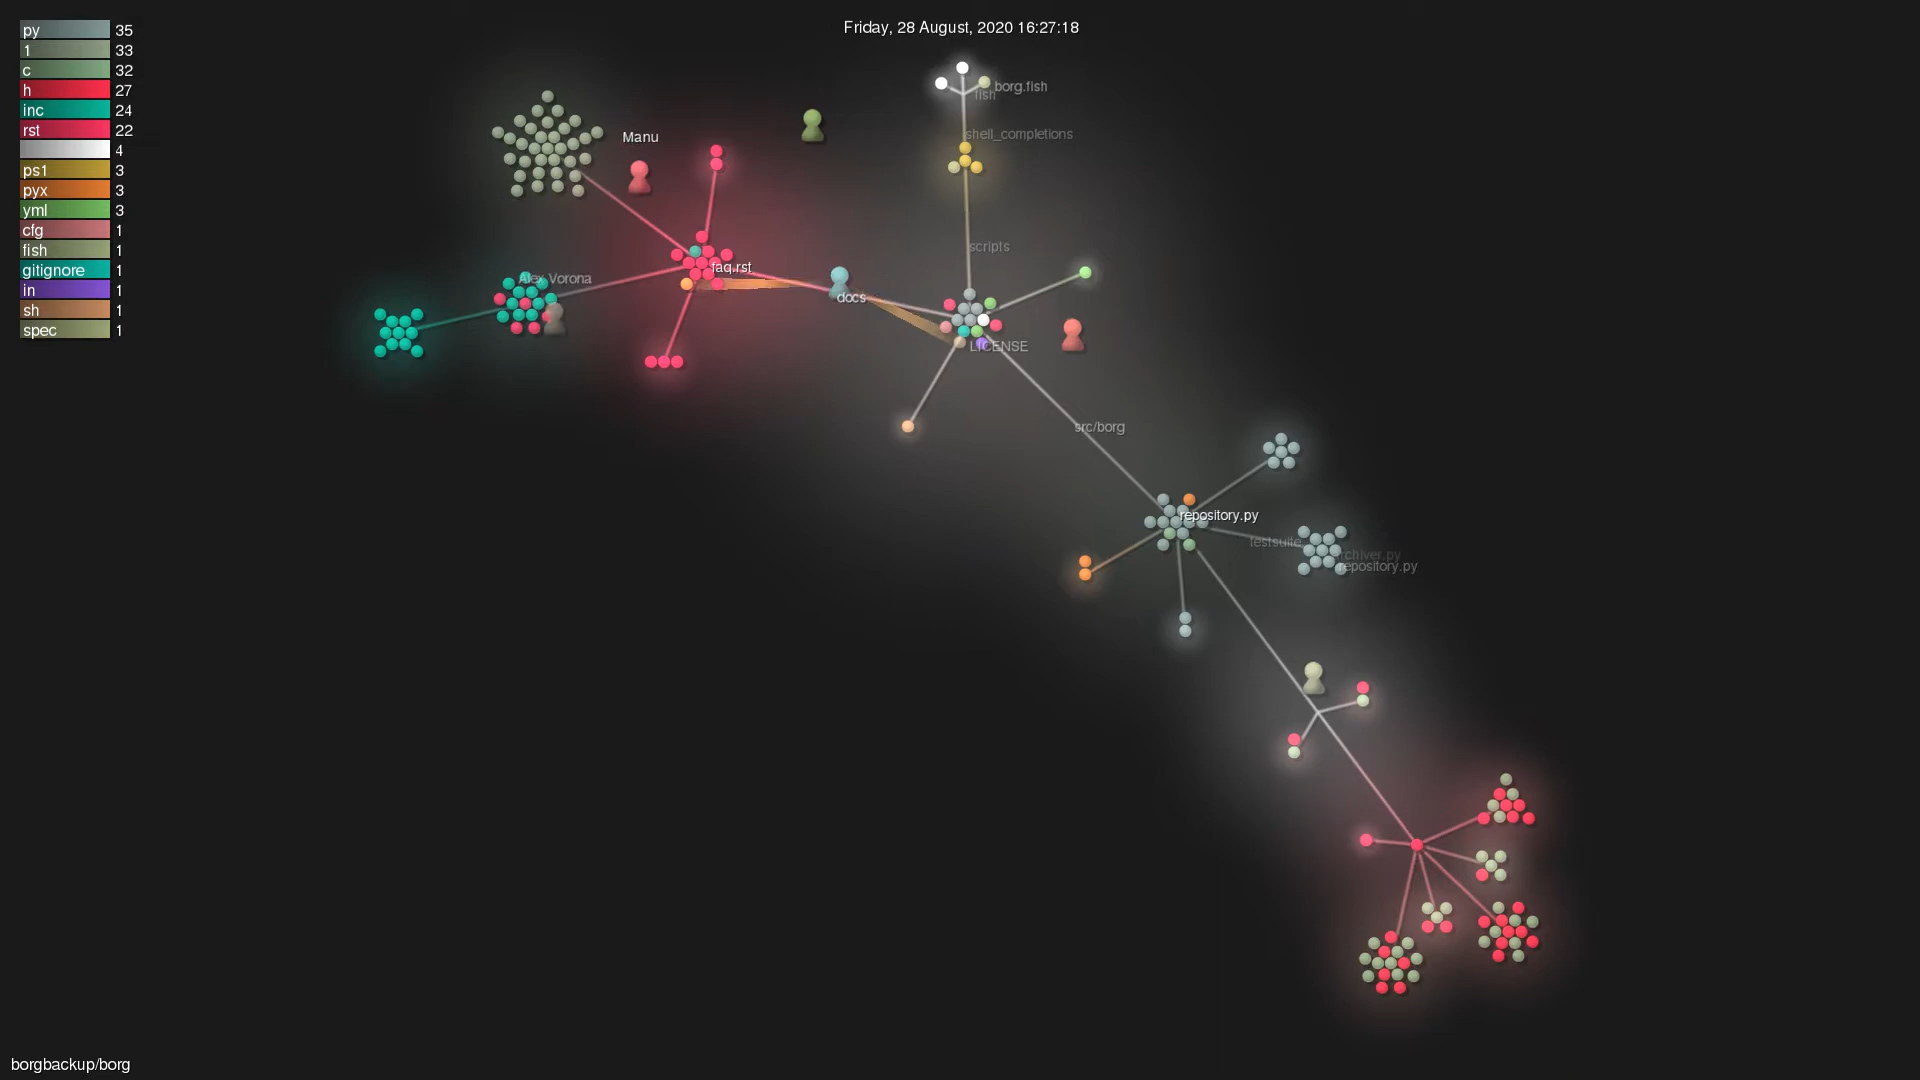 Friday, 28 August, 2020 16:27:18
py 35
1 33
c 32
h 27
inc 24
rst 22
4
ps1 3
pyx 3
yml 3
cfg 1
fish 1
gitignore 1
in 1
sh 1
spec 1
borg.fish
fish
shell_completions
Manu
scripts
faq.rst
Alex Vorona
docs
LICENSE
src/borg
repository.py
testsuite
archiver.py
repository.py
borgbackup/borg